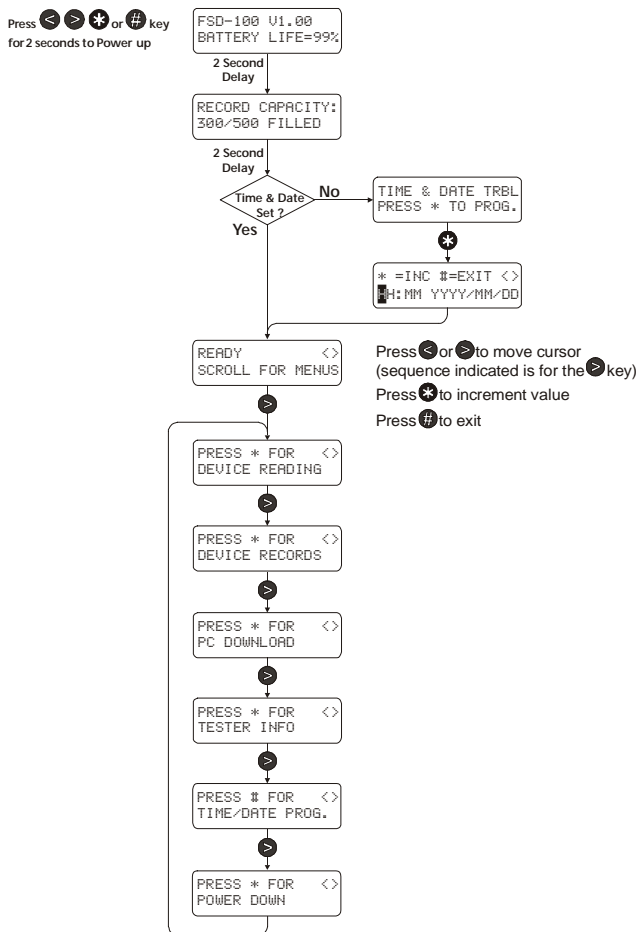 Press < > * or # key
for 2 seconds to Power up
FSD-100 V1.00
BATTERY LIFE=99%
2 Second
Delay
RECORD CAPACITY:
300/500 FILLED
2 Second
Delay
Time & Date
Set ?
No
Yes
TIME & DATE TRBL
PRESS * TO PROG.
*
* =INC #=EXIT <>
HH:MM YYYY/MM/DD
READY <>
SCROLL FOR MENUS
Press < or > to move cursor
(sequence indicated is for the > key)
Press * to increment value
Press # to exit
>
PRESS * FOR <>
DEVICE READING
>
PRESS * FOR <>
DEVICE RECORDS
>
PRESS * FOR <>
PC DOWNLOAD
>
PRESS * FOR <>
TESTER INFO
>
PRESS # FOR <>
TIME/DATE PROG.
>
PRESS * FOR <>
POWER DOWN